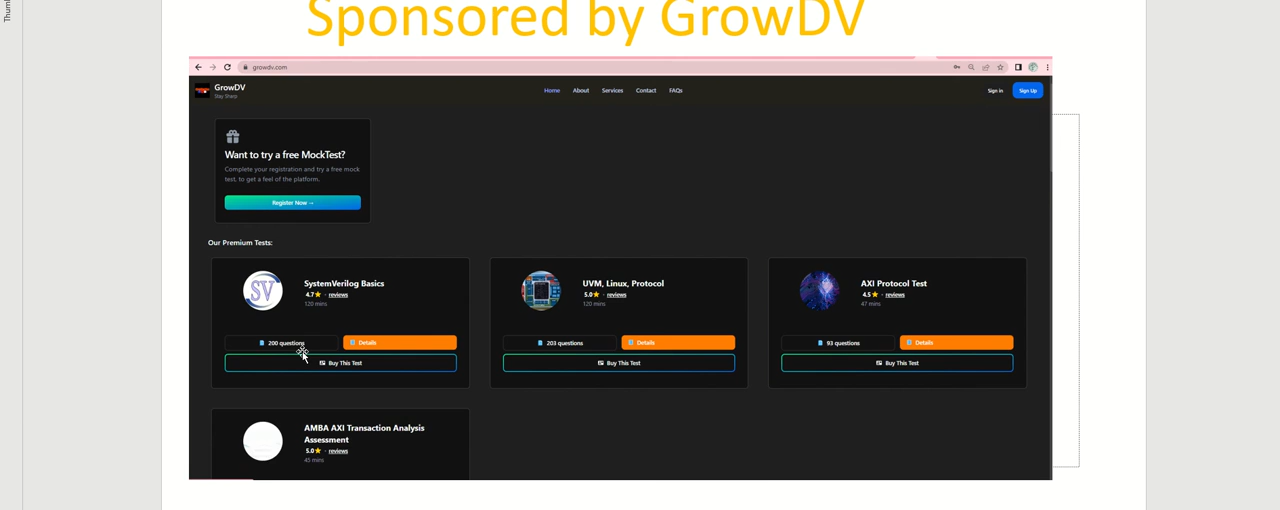 Thumb
Sponsored by GrowDV
growdv.com
GrowDV
Stay Sharp
Home About Services Contact FAQs
Sign in Sign Up
Want to try a free MockTest?
Complete your registration and try a free mock
test, to get a feel of the platform.
Register Now →
Our Premium Tests:
SystemVerilog Basics
4.7 · reviews
120 mins
200 questions Details
Buy This Test
UVM, Linux, Protocol
5.0 · reviews
120 mins
203 questions Details
Buy This Test
AXI Protocol Test
4.5 · reviews
47 mins
93 questions Details
Buy This Test
AMBA AXI Transaction Analysis
Assessment
5.0 · reviews
45 mins
SV